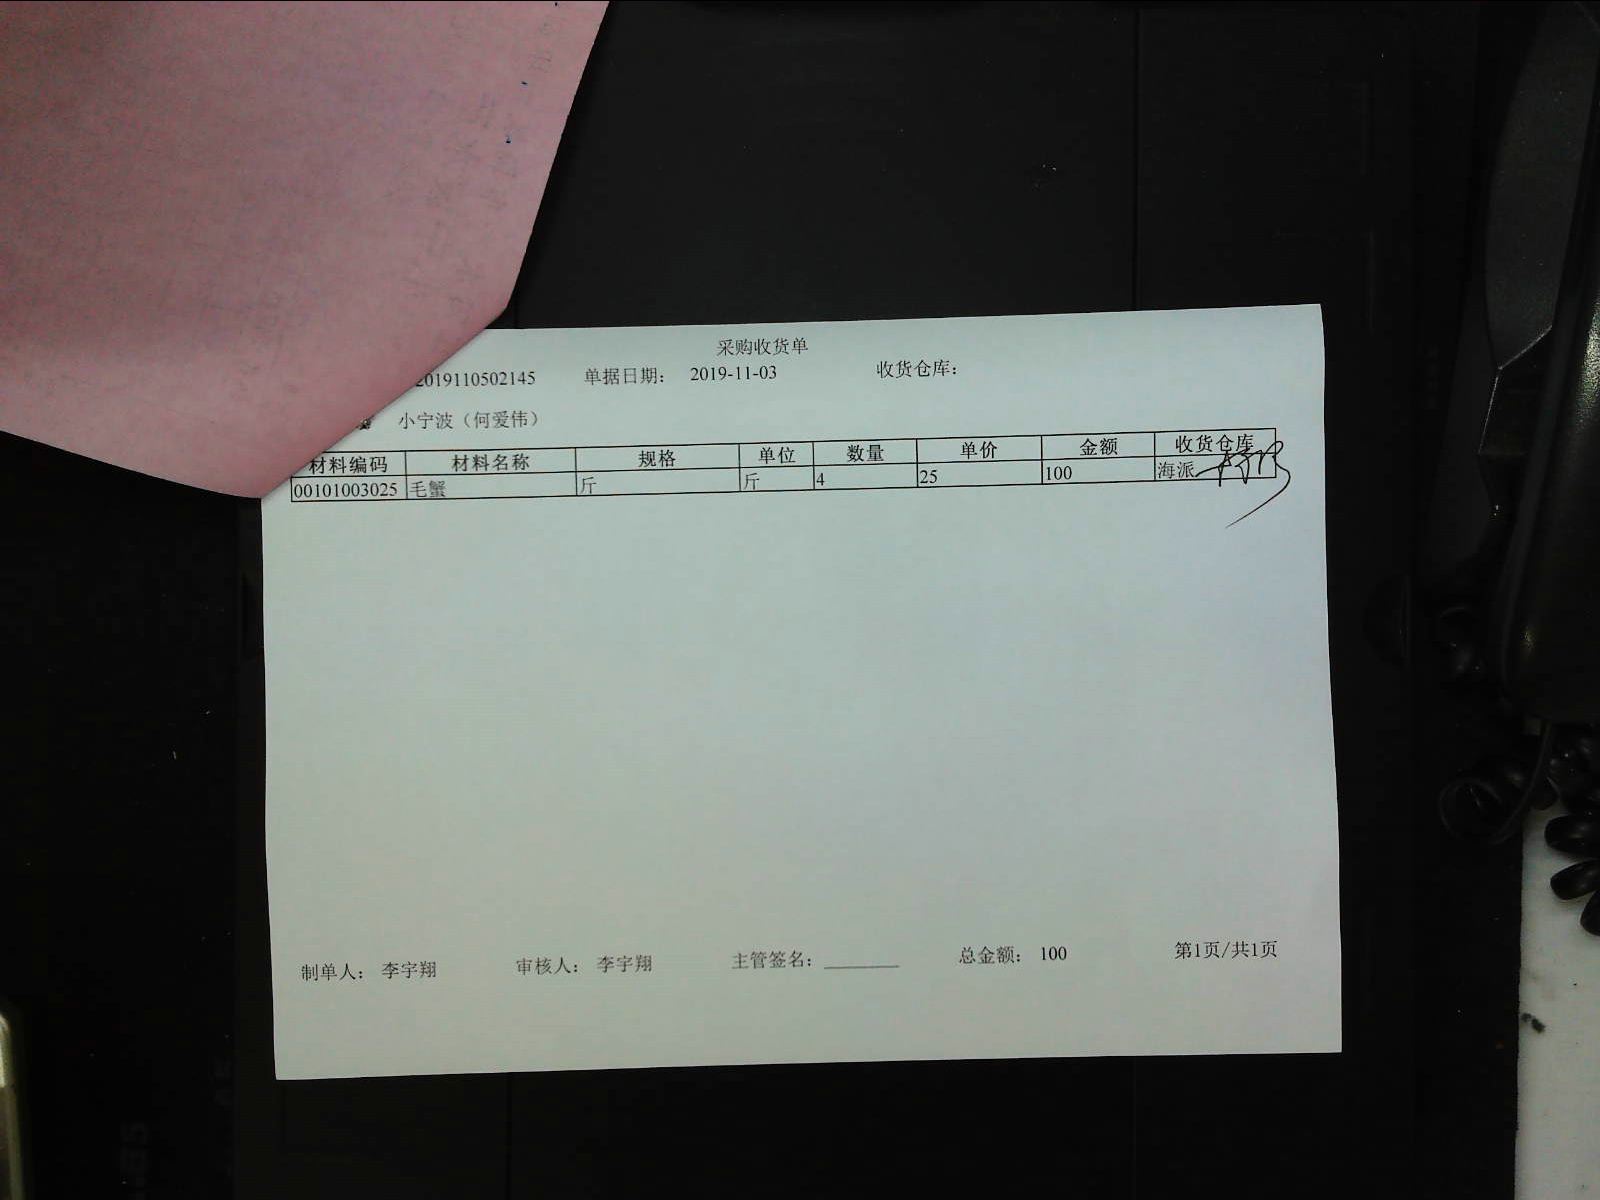 采购收货单
2019110502145 单据日期： 2019-11-03 收货仓库：
小宁波（何爱伟）
材料编码 材料名称 规格 单位 数量 单价 金额 收货仓库
00101003025 毛蟹 斤 斤 4 25 100 海派
制单人： 李宇翔 审核人： 李宇翔 主管签名： 总金额： 100 第1页/共1页